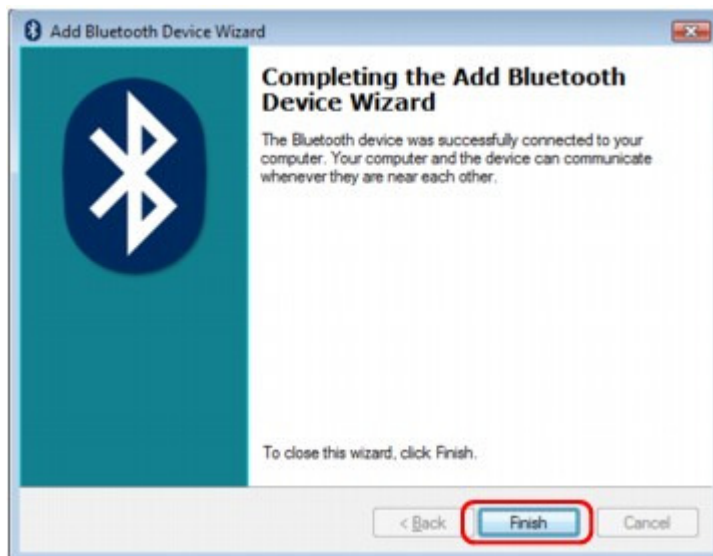 Add Bluetooth Device Wizard
Completing the Add Bluetooth
Device Wizard
The Bluetooth device was successfully connected to your
computer. Your computer and the device can communicate
whenever they are near each other.
To close this wizard, click Finish.
< Back
Finish
Cancel